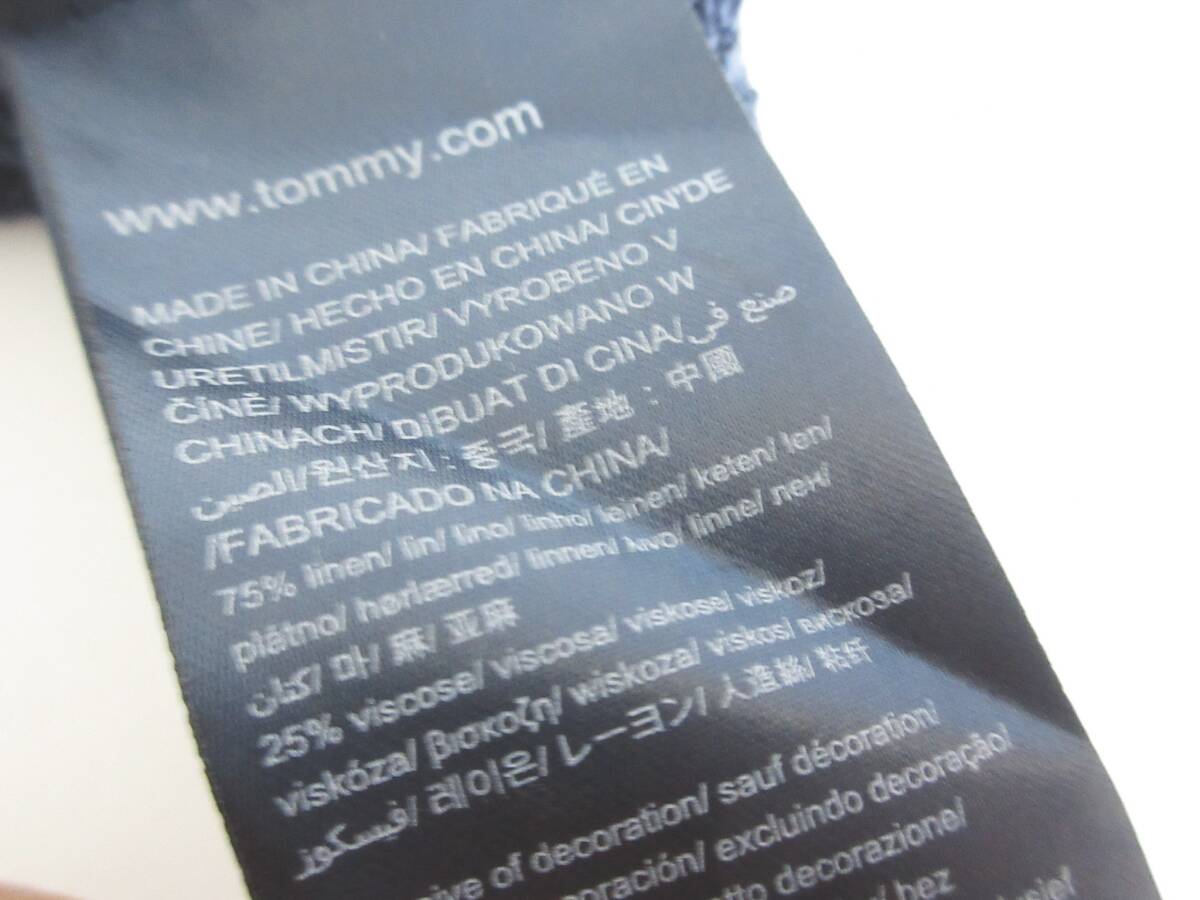 www.tommy.com
MADE IN CHINA/ FABRIQUÉ EN
CHINE/ HECHO EN CHINA/ CIN'DE
URETILMISTIR/ VYROBENO V
ČÍNĚ/ WYPRODUKOWANO W
CHINACH/ DIBUAT DI CINA/ صنع في
الصين/ 원산지 : 중국/ 產地 : 中國
/FABRICADO NA CHINA/
75% linen/ lin/ lino/ linho/ leinen/ keten/ len/
plátno/ hørlærred/ linnen/ λινο/ linne/ лен/
كتان/ 마/ 麻/ 亚麻
25% viscose/ viscosa/ viskose/ viskoz/
viskóza/ βισκοζη/ wiskoza/ viskos/ вискоза/
فيسكوز/ 레이온/ レーヨン/ 人造絲/ 粘纤
of decoration/ sauf décoration/
excluindo decoração/
decorazione/
bez